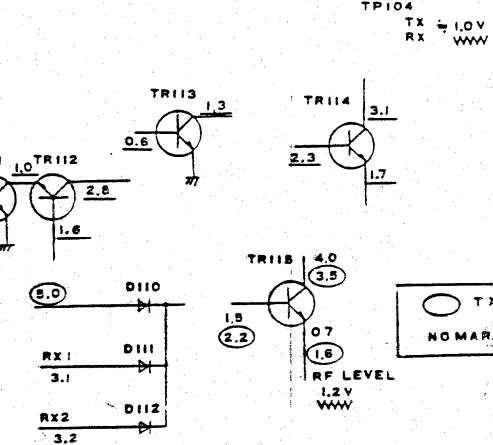 TP104
TX ≒ 1.0V
RX
TR113
1.3
0.6
TR114
3.1
2.3
1.7
TR112
1.0
2.8
1.6
TR115
4.0
3.5
1.5
2.2
0.7
1.6
RF LEVEL
1.2V
5.0
D110
RX1
3.1
D111
RX2
3.2
D112
TX
NO MAR